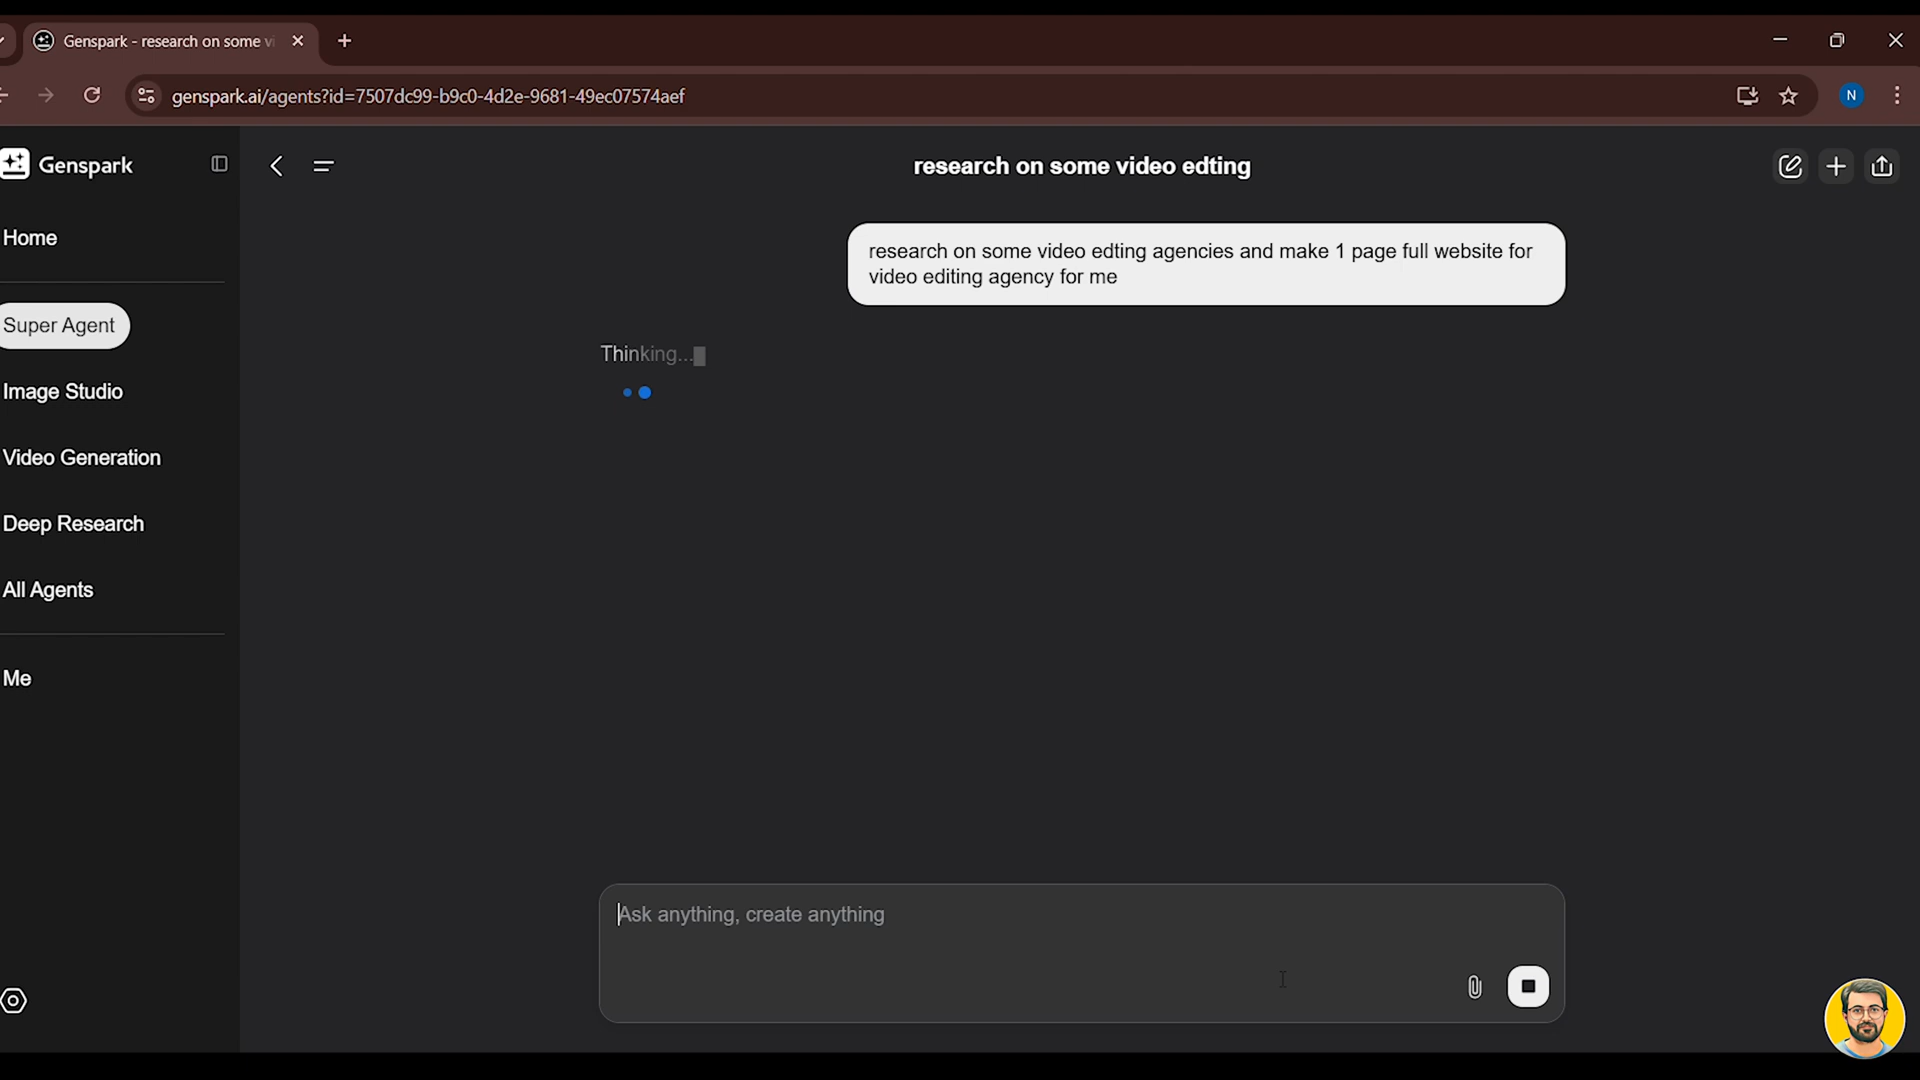 Genspark - research on some vi
genspark.ai/agents?id=7507dc99-b9c0-4d2e-9681-49ec07574aef
N
Genspark
research on some video edting
Home
research on some video edting agencies and make 1 page full website for
video editing agency for me
Super Agent
Thinking...
Image Studio
Video Generation
Deep Research
All Agents
Me
Ask anything, create anything